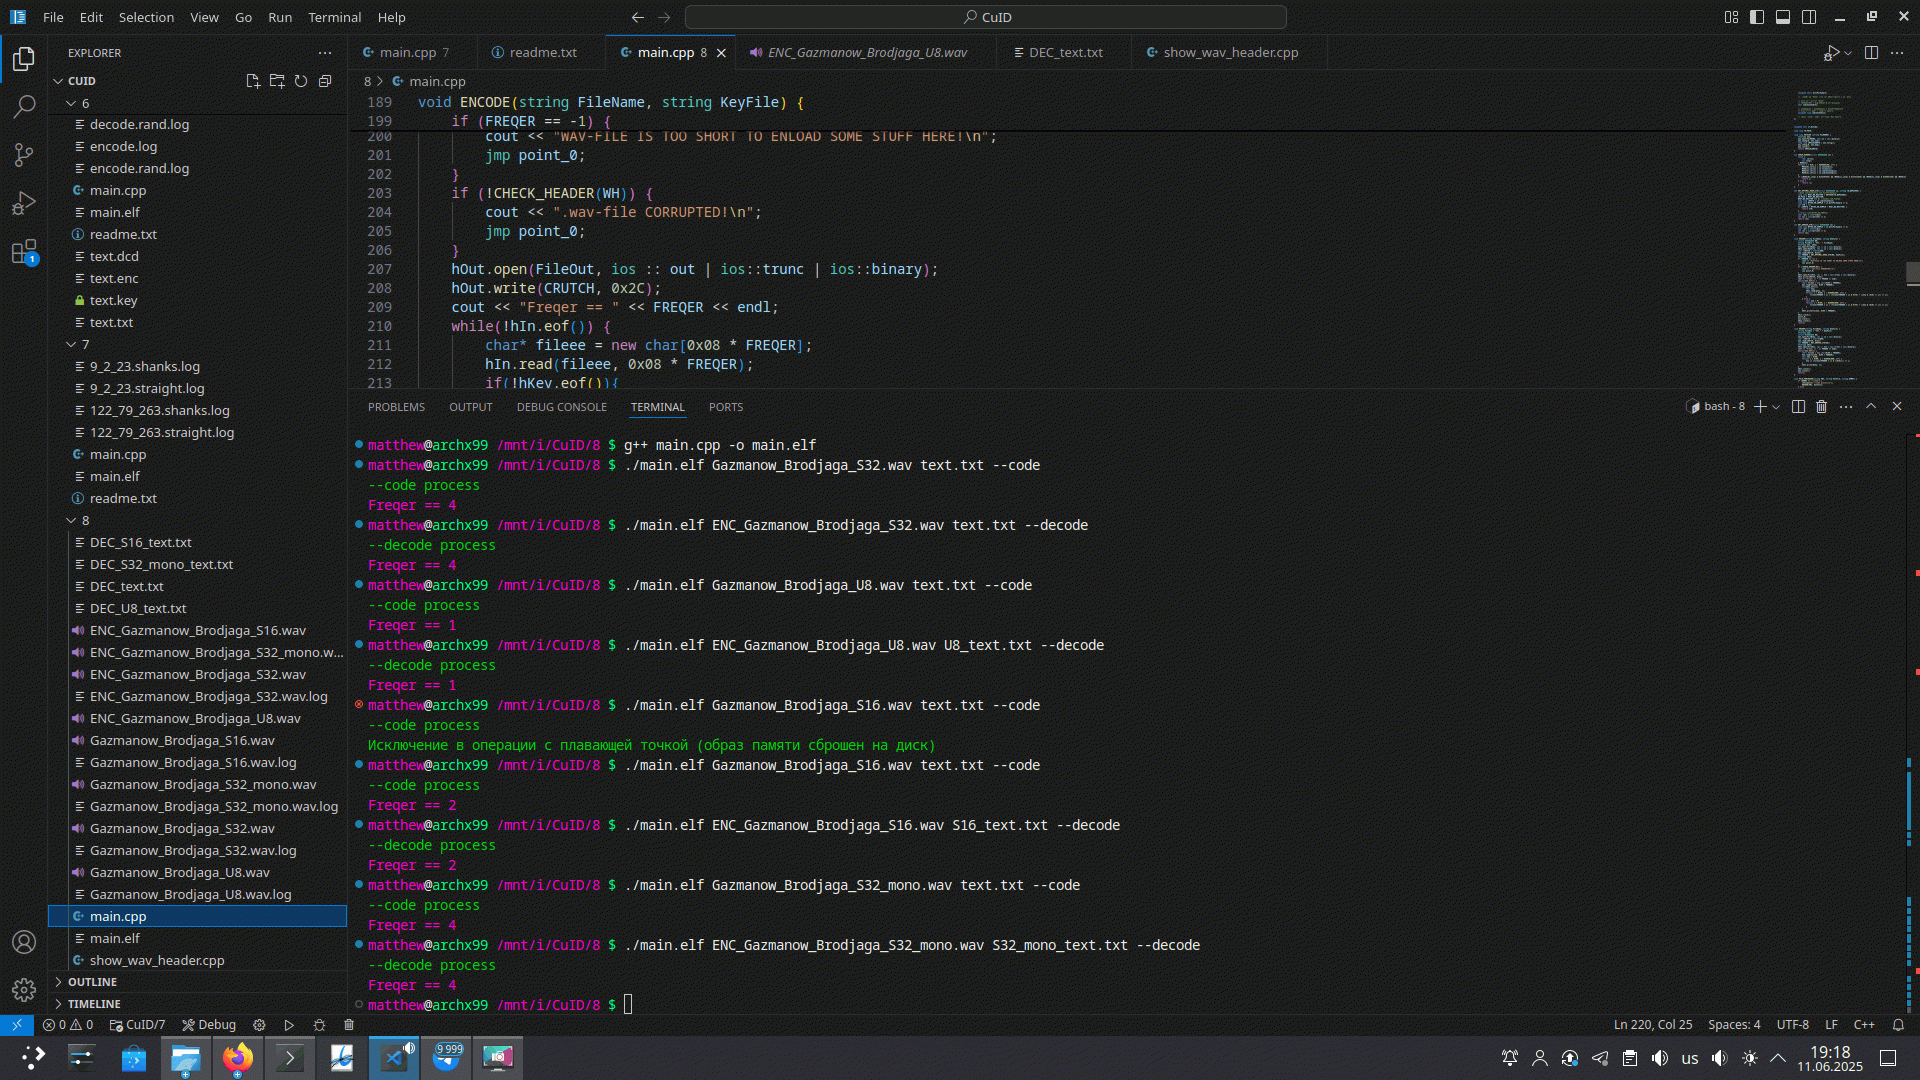 File Edit Selection View Go Run Terminal Help
CuID
EXPLORER
CUID
6
decode.rand.log
encode.log
encode.rand.log
main.cpp
main.elf
readme.txt
text.dcd
text.enc
text.key
text.txt
7
9_2_23.shanks.log
9_2_23.straight.log
122_79_263.shanks.log
122_79_263.straight.log
main.cpp
main.elf
readme.txt
8
DEC_S16_text.txt
DEC_S32_mono_text.txt
DEC_text.txt
DEC_U8_text.txt
ENC_Gazmanow_Brodjaga_S16.wav
ENC_Gazmanow_Brodjaga_S32_mono.w...
ENC_Gazmanow_Brodjaga_S32.wav
ENC_Gazmanow_Brodjaga_S32.wav.log
ENC_Gazmanow_Brodjaga_U8.wav
Gazmanow_Brodjaga_S16.wav
Gazmanow_Brodjaga_S16.wav.log
Gazmanow_Brodjaga_S32_mono.wav
Gazmanow_Brodjaga_S32_mono.wav.log
Gazmanow_Brodjaga_S32.wav
Gazmanow_Brodjaga_S32.wav.log
Gazmanow_Brodjaga_U8.wav
Gazmanow_Brodjaga_U8.wav.log
main.cpp
main.elf
show_wav_header.cpp
OUTLINE
TIMELINE
main.cpp 7 readme.txt main.cpp 8 ENC_Gazmanow_Brodjaga_U8.wav DEC_text.txt show_wav_header.cpp
8 > main.cpp
189 void ENCODE(string FileName, string KeyFile) {
199 if (FREQER == -1) {
200 cout << "WAV-FILE IS TOO SHORT TO ENLOAD SOME STUFF HERE!\n";
201 jmp point_0;
202 }
203 if (!CHECK_HEADER(WH)) {
204 cout << ".wav-file CORRUPTED!\n";
205 jmp point_0;
206 }
207 hOut.open(FileOut, ios :: out | ios::trunc | ios::binary);
208 hOut.write(CRUTCH, 0x2C);
209 cout << "Freqer == " << FREQER << endl;
210 while(!hIn.eof()) {
211 char* fileee = new char[0x08 * FREQER];
212 hIn.read(fileee, 0x08 * FREQER);
213 if(!hKey.eof()){
PROBLEMS OUTPUT DEBUG CONSOLE TERMINAL PORTS
bash - 8
matthew@archx99 /mnt/i/CuID/8 $ g++ main.cpp -o main.elf
matthew@archx99 /mnt/i/CuID/8 $ ./main.elf Gazmanow_Brodjaga_S32.wav text.txt --code
--code process
Freqer == 4
matthew@archx99 /mnt/i/CuID/8 $ ./main.elf ENC_Gazmanow_Brodjaga_S32.wav text.txt --decode
--decode process
Freqer == 4
matthew@archx99 /mnt/i/CuID/8 $ ./main.elf Gazmanow_Brodjaga_U8.wav text.txt --code
--code process
Freqer == 1
matthew@archx99 /mnt/i/CuID/8 $ ./main.elf ENC_Gazmanow_Brodjaga_U8.wav U8_text.txt --decode
--decode process
Freqer == 1
matthew@archx99 /mnt/i/CuID/8 $ ./main.elf Gazmanow_Brodjaga_S16.wav text.txt --code
--code process
Исключение в операции с плавающей точкой (образ памяти сброшен на диск)
matthew@archx99 /mnt/i/CuID/8 $ ./main.elf Gazmanow_Brodjaga_S16.wav text.txt --code
--code process
Freqer == 2
matthew@archx99 /mnt/i/CuID/8 $ ./main.elf ENC_Gazmanow_Brodjaga_S16.wav S16_text.txt --decode
--decode process
Freqer == 2
matthew@archx99 /mnt/i/CuID/8 $ ./main.elf Gazmanow_Brodjaga_S32_mono.wav text.txt --code
--code process
Freqer == 4
matthew@archx99 /mnt/i/CuID/8 $ ./main.elf ENC_Gazmanow_Brodjaga_S32_mono.wav S32_mono_text.txt --decode
--decode process
Freqer == 4
matthew@archx99 /mnt/i/CuID/8 $
0 0 CuID/7 Debug
Ln 220, Col 25 Spaces: 4 UTF-8 LF C++
9 999
us
19:18
11.06.2025